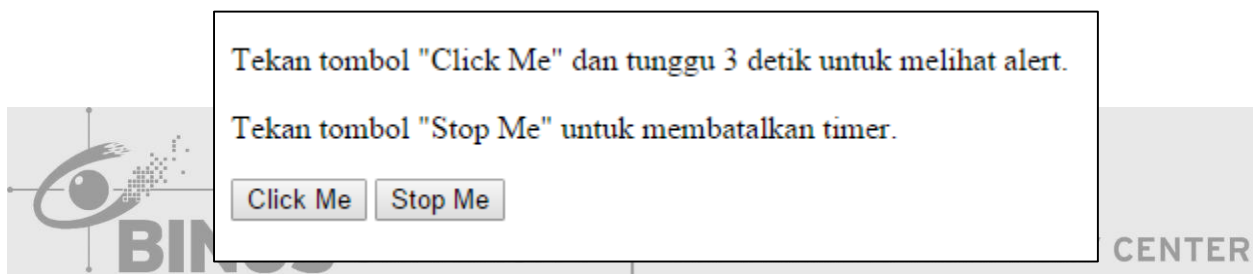 Tekan tombol "Click Me" dan tunggu 3 detik untuk melihat alert.
Tekan tombol "Stop Me" untuk membatalkan timer.
Click Me Stop Me
CENTER